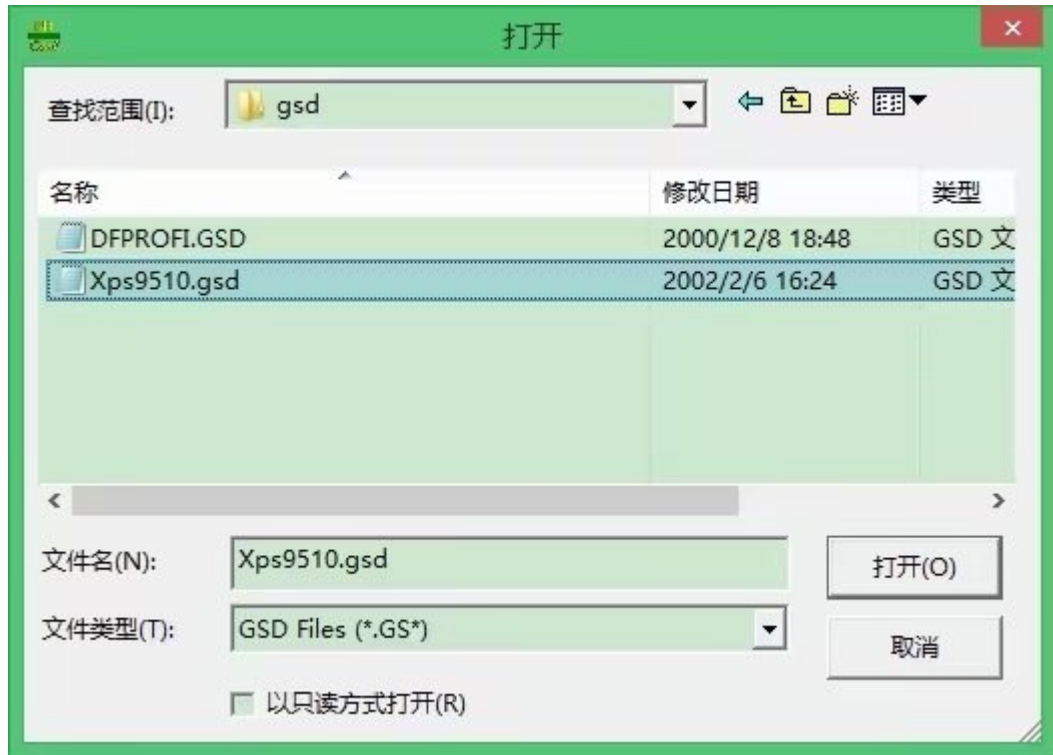 打开
查找范围(I): gsd
名称 修改日期 类型
DFPROFI.GSD 2000/12/8 18:48 GSD 文
Xps9510.gsd 2002/2/6 16:24 GSD 文
文件名(N): Xps9510.gsd 打开(O)
文件类型(T): GSD Files (*.GS*) 取消
以只读方式打开(R)